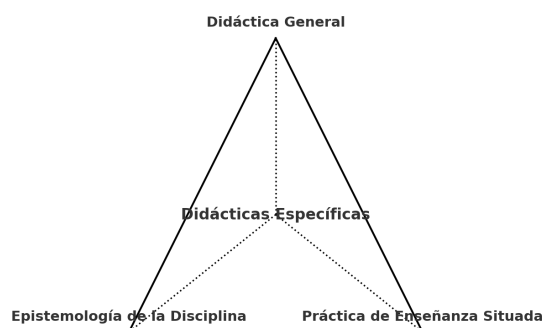 Didáctica General
Didácticas Específicas
Epistemología de la Disciplina
Práctica de Enseñanza Situada